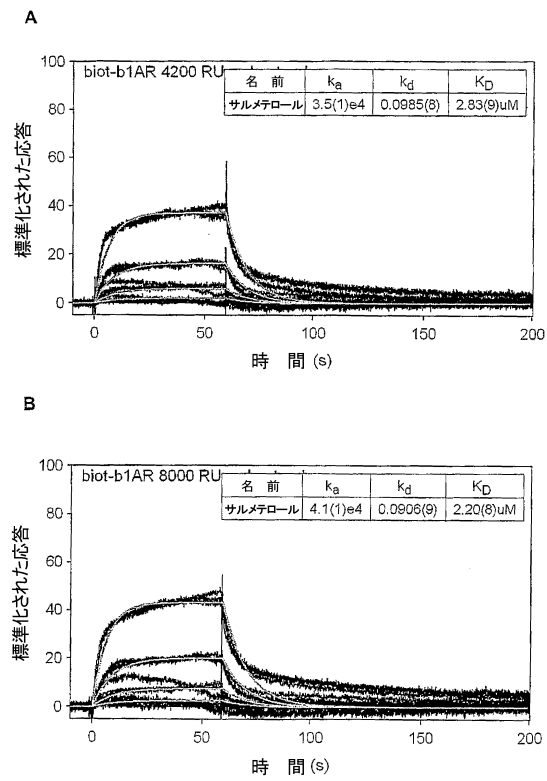 A
biot-b1AR 4200 RU
名 前 ka kd KD
サルメテロール 3.5(1)e4 0.0985(8) 2.83(9)uM
標準化された応答
100
80
60
40
20
0
0 50 100 150 200
時 間 (s)
B
biot-b1AR 8000 RU
名 前 ka kd KD
サルメテロール 4.1(1)e4 0.0906(9) 2.20(8)uM
標準化された応答
100
80
60
40
20
0
0 50 100 150 200
時 間 (s)